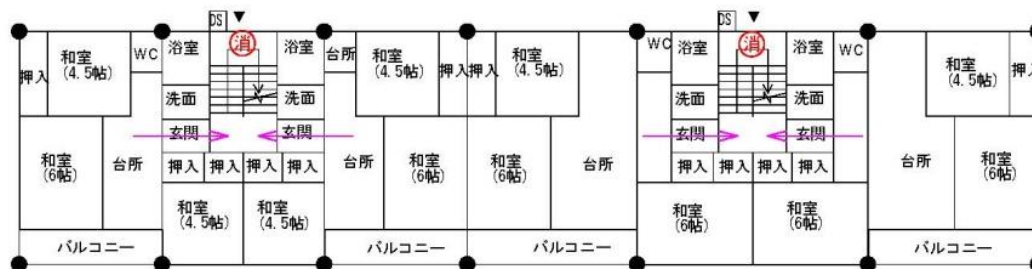 DS
DS
浴室
消
浴室
WC
浴室
消
浴室
WC
和室
(4.5帖)
WC
台所
和室
(4.5帖)
和室
(4.5帖)
和室
(4.5帖)
押入
洗面
洗面
押入
押入
洗面
洗面
押入
玄関
玄関
玄関
玄関
和室
(6帖)
台所
押入
押入
押入
押入
台所
和室
(6帖)
和室
(6帖)
台所
押入
押入
押入
押入
台所
和室
(6帖)
和室
(4.5帖)
和室
(4.5帖)
和室
(6帖)
和室
(6帖)
バルコニー
バルコニー
バルコニー
バルコニー